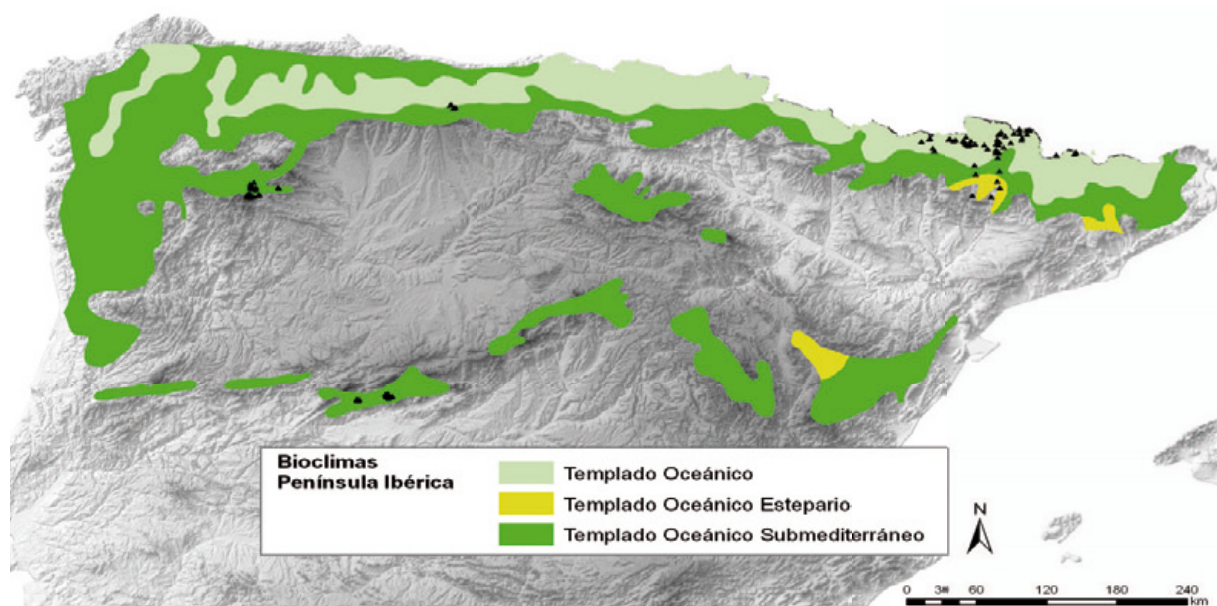 Bioclimas
Península Ibérica
Templado Oceánico
Templado Oceánico Estepario
Templado Oceánico Submediterráneo
N
0 60 120 180 240
km